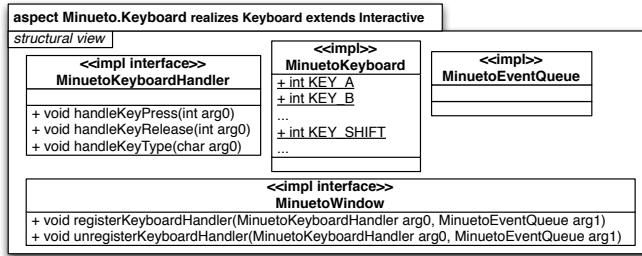 aspect Minueto.Keyboard realizes Keyboard extends Interactive
structural view
<<impl interface>>
MinuetoKeyboardHandler
+ void handleKeyPress(int arg0)
+ void handleKeyRelease(int arg0)
+ void handleKeyType(char arg0)
<<impl>>
MinuetoKeyboard
+ int KEY_A
+ int KEY_B
...
+ int KEY_SHIFT
...
<<impl>>
MinuetoEventQueue
<<impl interface>>
MinuetoWindow
+ void registerKeyboardHandler(MinuetoKeyboardHandler arg0, MinuetoEventQueue arg1)
+ void unregisterKeyboardHandler(MinuetoKeyboardHandler arg0, MinuetoEventQueue arg1)